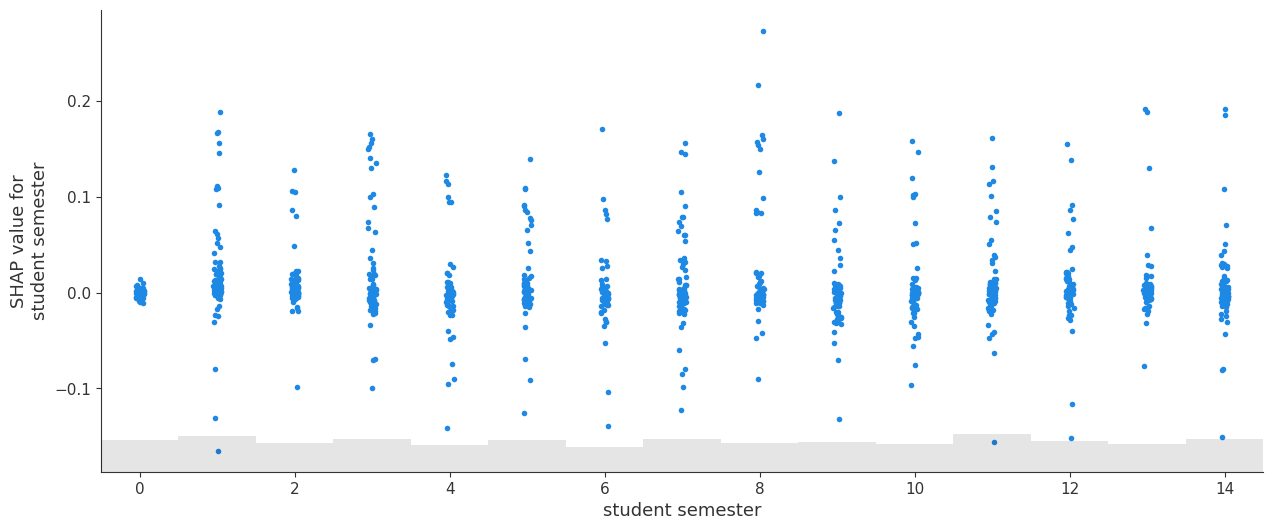 SHAP value for
student semester
0.2
0.1
0.0
−0.1
0 2 4 6 8 10 12 14
student semester